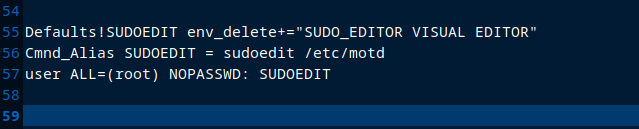 54
55 Defaults!SUDOEDIT env_delete+="SUDO_EDITOR VISUAL EDITOR"
56 Cmnd_Alias SUDOEDIT = sudoedit /etc/motd
57 user ALL=(root) NOPASSWD: SUDOEDIT
58
59